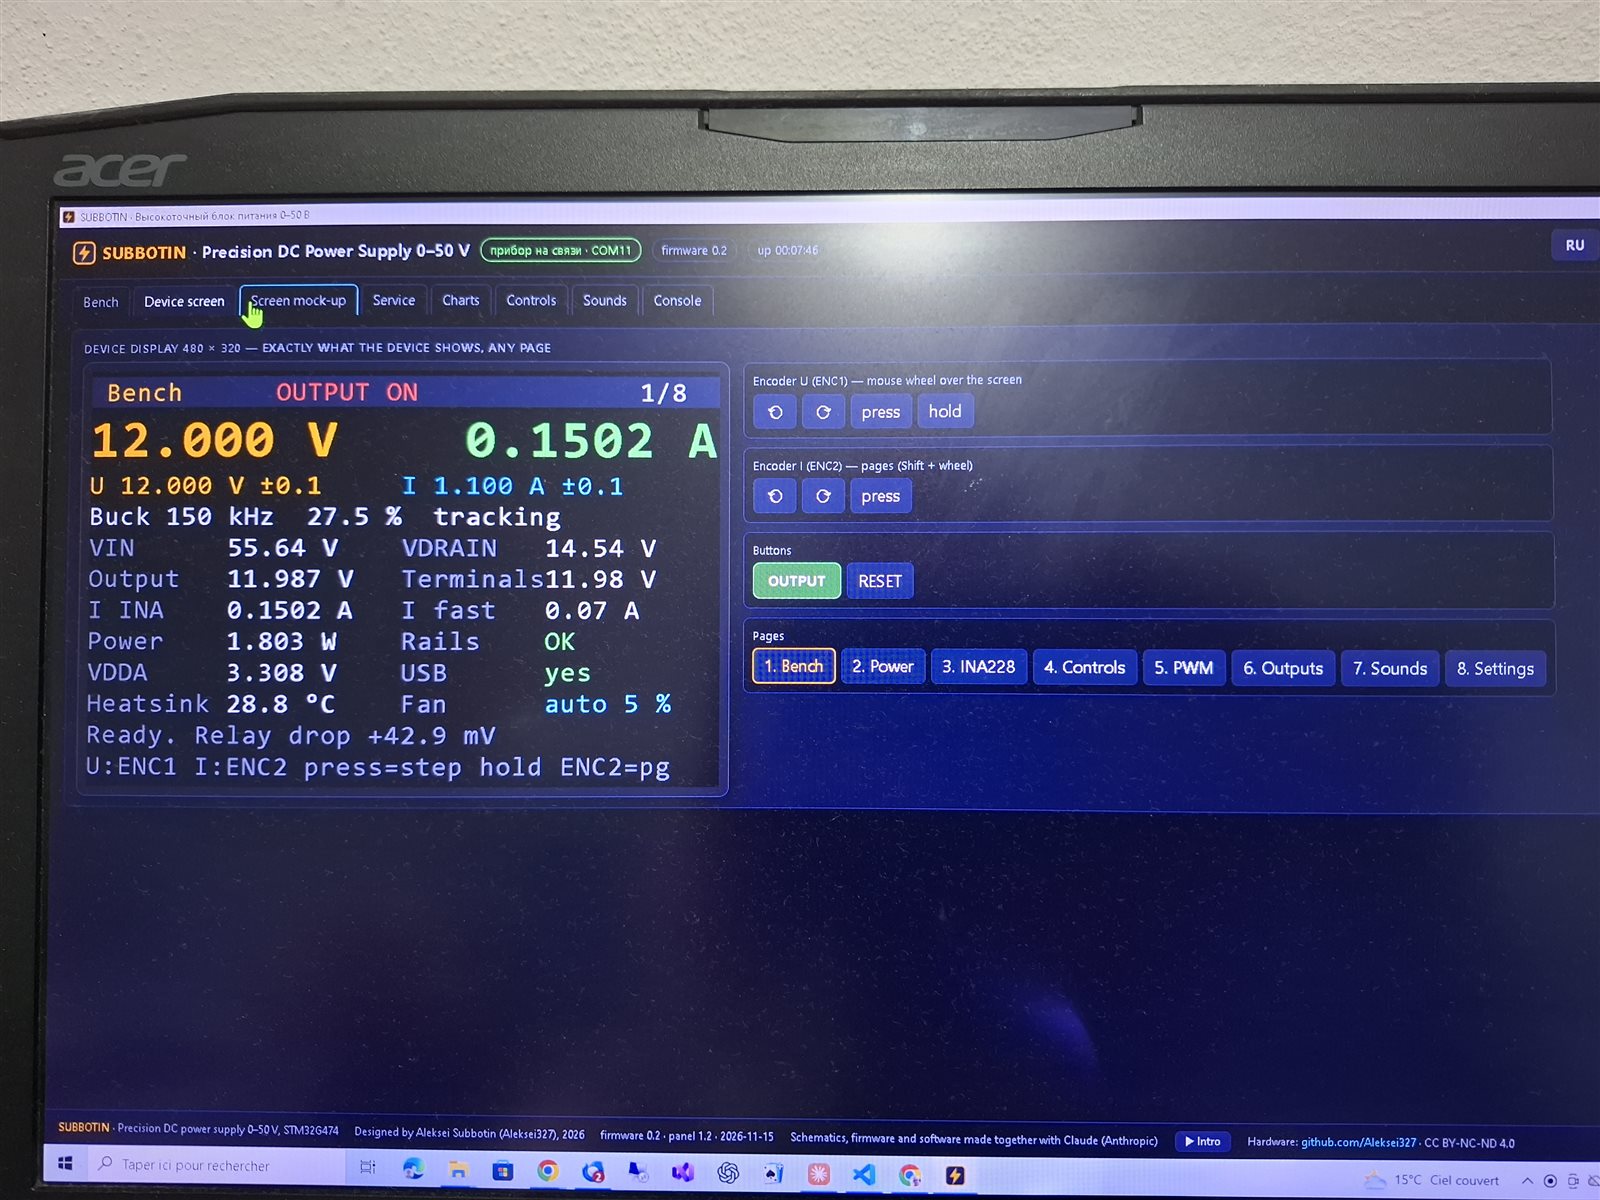 acer
SUBBOTIN · Высокоточный блок питания 0–50 В
SUBBOTIN · Precision DC Power Supply 0–50 V
прибор на связи · COM11
firmware 0.2
up 00:07:46
RU
Bench
Device screen
Screen mock-up
Service
Charts
Controls
Sounds
Console
DEVICE DISPLAY 480 × 320 — EXACTLY WHAT THE DEVICE SHOWS, ANY PAGE
Bench OUTPUT ON 1/8
12.000 V 0.1502 A
U 12.000 V ±0.1 I 1.100 A ±0.1
Buck 150 kHz 27.5 % tracking
VIN 55.64 V VDRAIN 14.54 V
Output 11.987 V Terminals11.98 V
I INA 0.1502 A I fast 0.07 A
Power 1.803 W Rails OK
VDDA 3.308 V USB yes
Heatsink 28.8 °C Fan auto 5 %
Ready. Relay drop +42.9 mV
U:ENC1 I:ENC2 press=step hold ENC2=pg
Encoder U (ENC1) — mouse wheel over the screen
press hold
Encoder I (ENC2) — pages (Shift + wheel)
press
Buttons
OUTPUT RESET
Pages
1. Bench 2. Power 3. INA228 4. Controls 5. PWM 6. Outputs 7. Sounds 8. Settings
SUBBOTIN · Precision DC power supply 0–50 V, STM32G474
Designed by Aleksei Subbotin (Aleksei327), 2026
firmware 0.2 · panel 1.2 · 2026-11-15
Schematics, firmware and software made together with Claude (Anthropic)
▶ Intro
Hardware: github.com/Aleksei327 · CC BY-NC-ND 4.0
Taper ici pour rechercher
2
15°C Ciel couvert